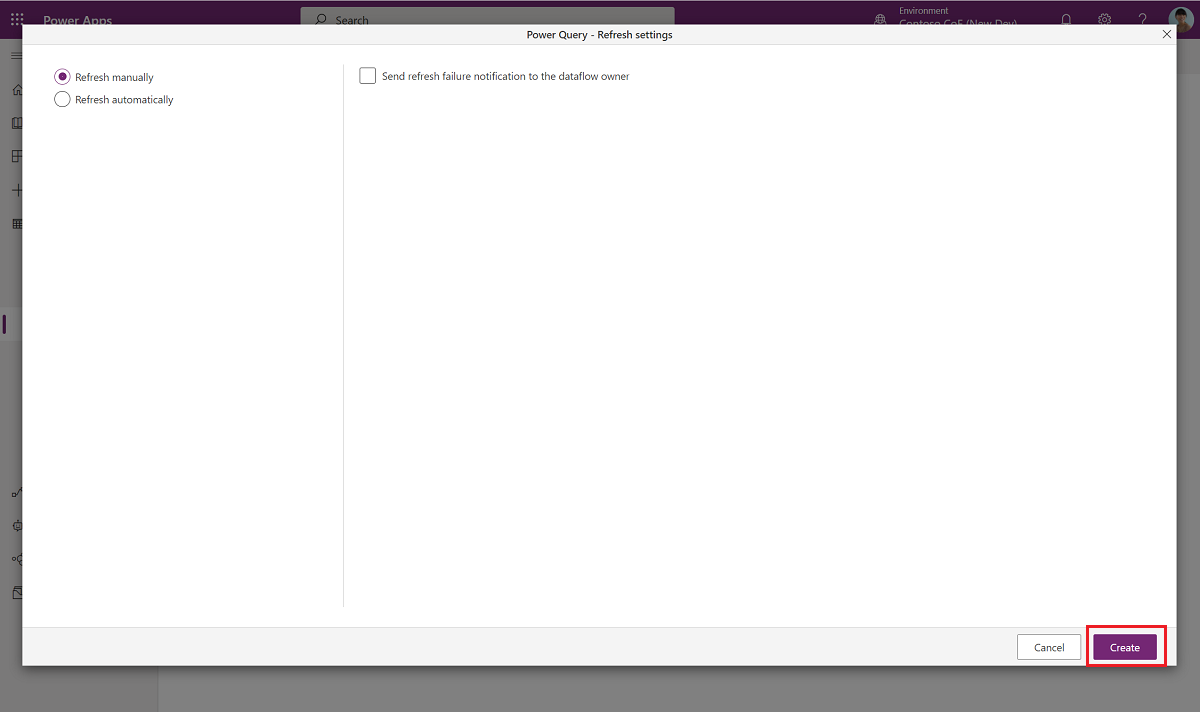 Power Apps
Search
Environment
Contoso CoE (New Dev)
Power Query - Refresh settings
Refresh manually
Refresh automatically
Send refresh failure notification to the dataflow owner
Cancel
Create